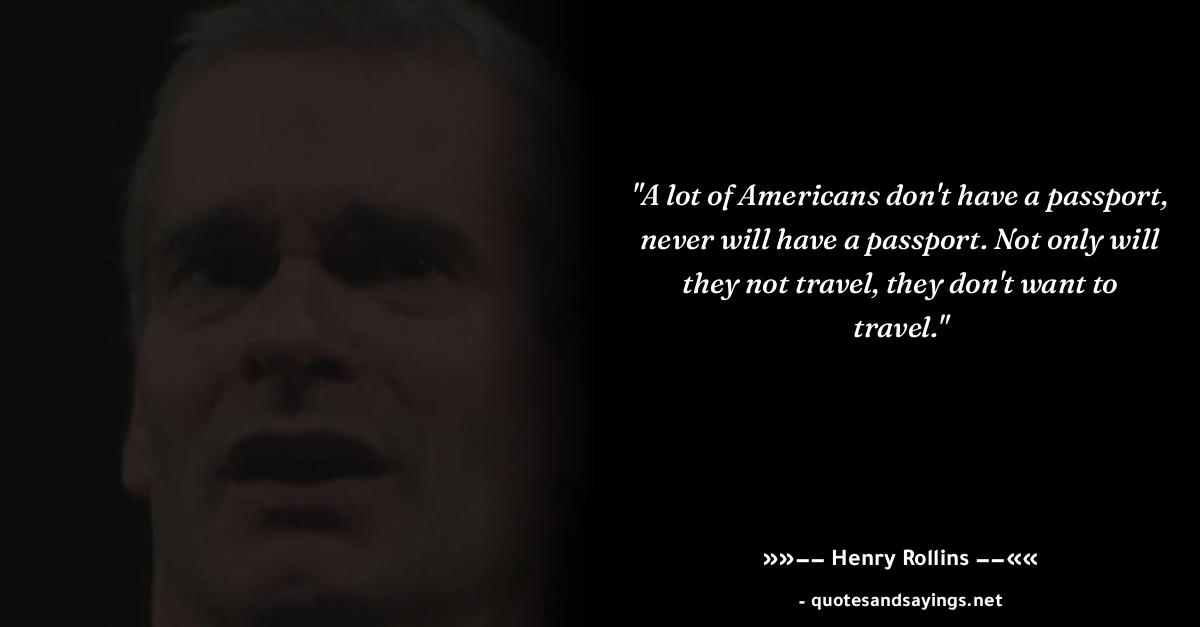 "A lot of Americans don't have a passport,
never will have a passport. Not only will
they not travel, they don't want to
travel."
»»−− Henry Rollins −−««
- quotesandsayings.net